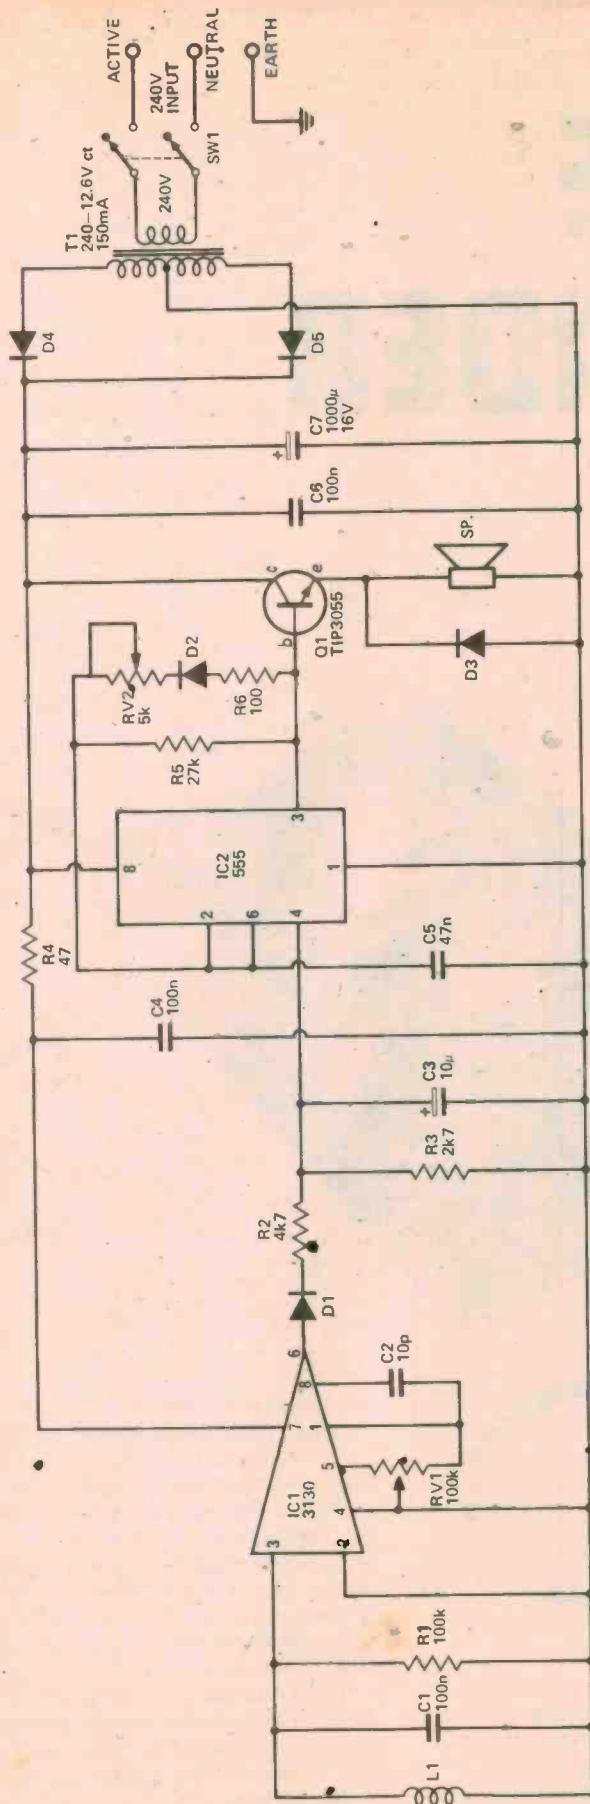 L1
C1
100n
R1
100k
3
2
IC1
3130
4
5
1
8
7
6
RV1
100k
C2
10p
D1
R2
4k7
R3
2k7
C3
10µ
+
C4
100n
R4
47
C5
47n
2
6
4
8
IC2
555
1
3
R5
27k
RV2
5k
D2
R6
100
b
c
e
Q1
TIP3055
D3
SP.
C6
100n
C7
1000µ
16V
+
D4
D5
T1
240–12.6V ct
150mA
240V
SW1
ACTIVE
240V
INPUT
NEUTRAL
EARTH